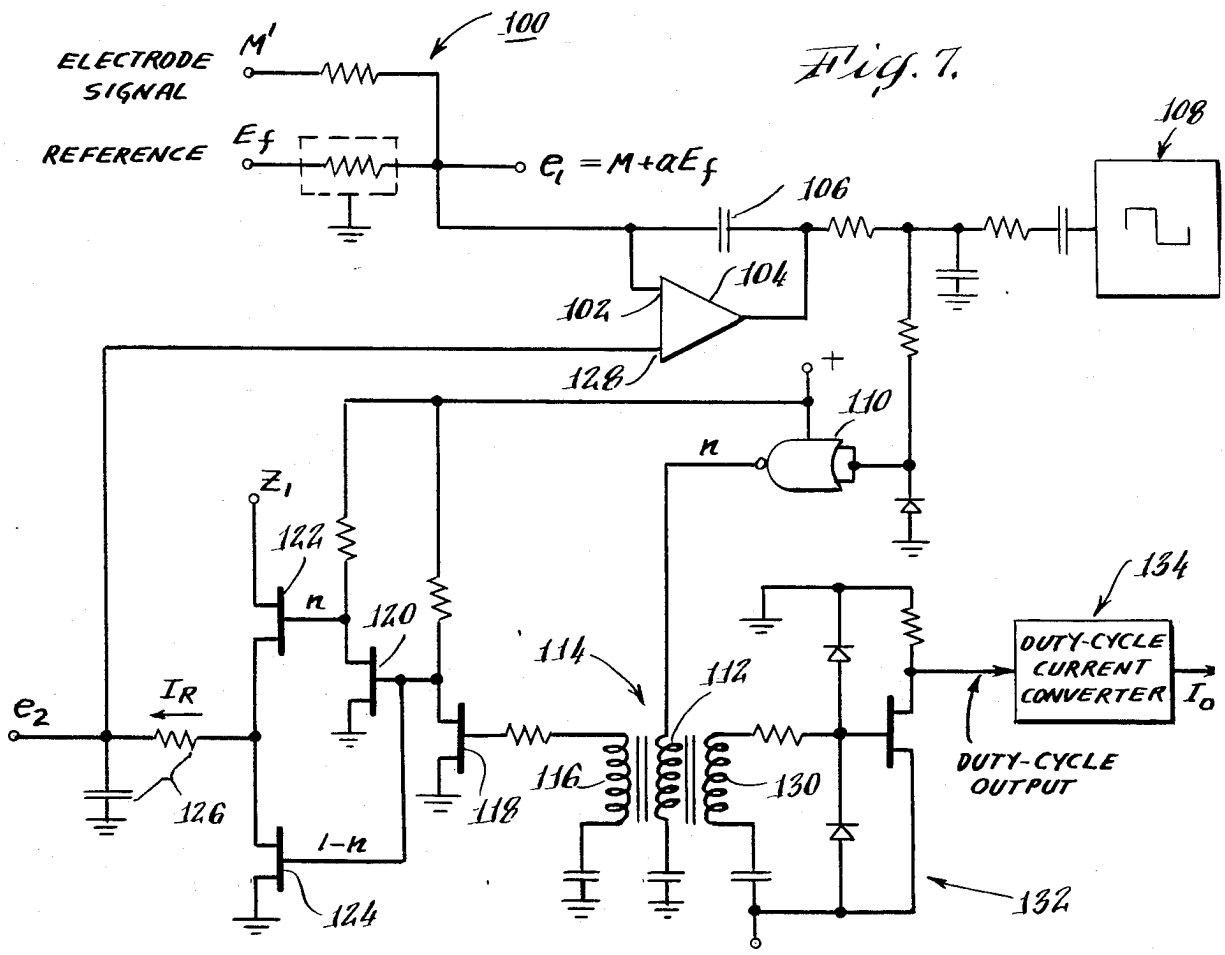 100
Fig. 7.
M'
ELECTRODE
SIGNAL
108
Ef
REFERENCE
e1 = M+aEf
106
104
102
128
+
110
n
Z1
122
n
120
134
114
112
DUTY-CYCLE
CURRENT
CONVERTER
Io
IR
e2
116
130
DUTY-CYCLE
OUTPUT
126
118
1-n
124
132